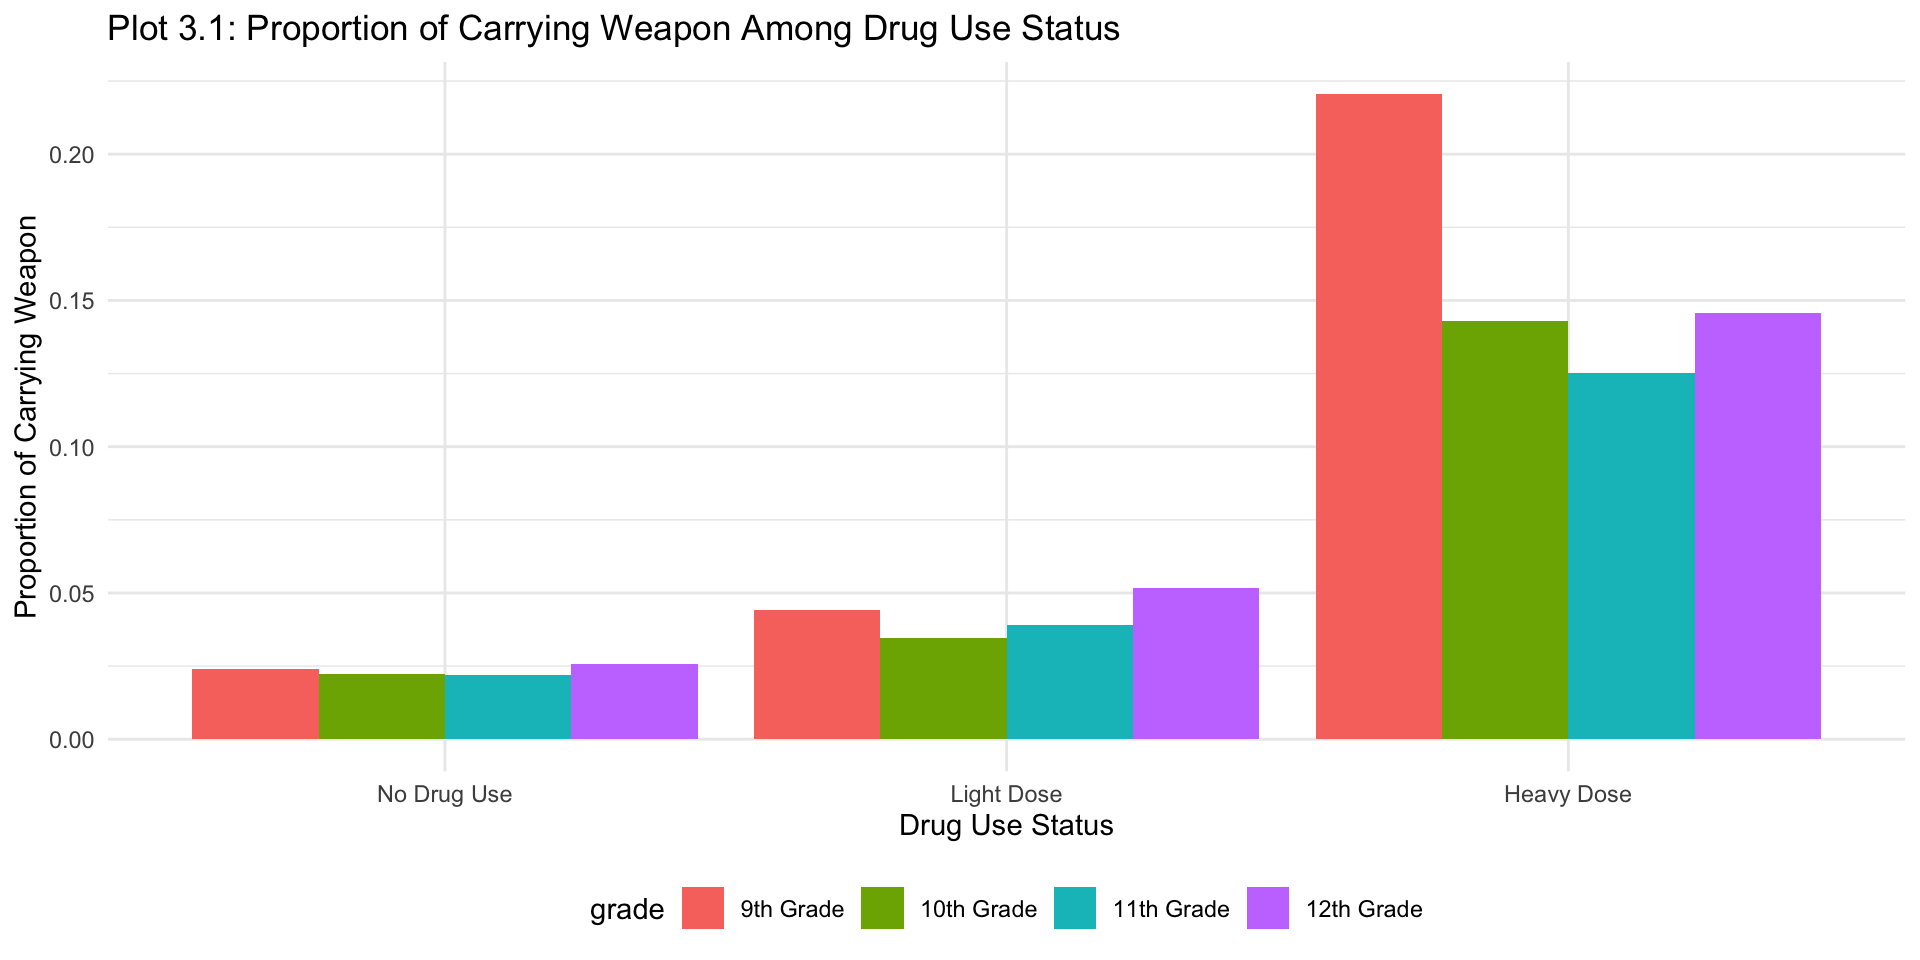 Plot 3.1: Proportion of Carrying Weapon Among Drug Use Status
Proportion of Carrying Weapon
0.20
0.15
0.10
0.05
0.00
No Drug Use Light Dose Heavy Dose
Drug Use Status
grade 9th Grade 10th Grade 11th Grade 12th Grade